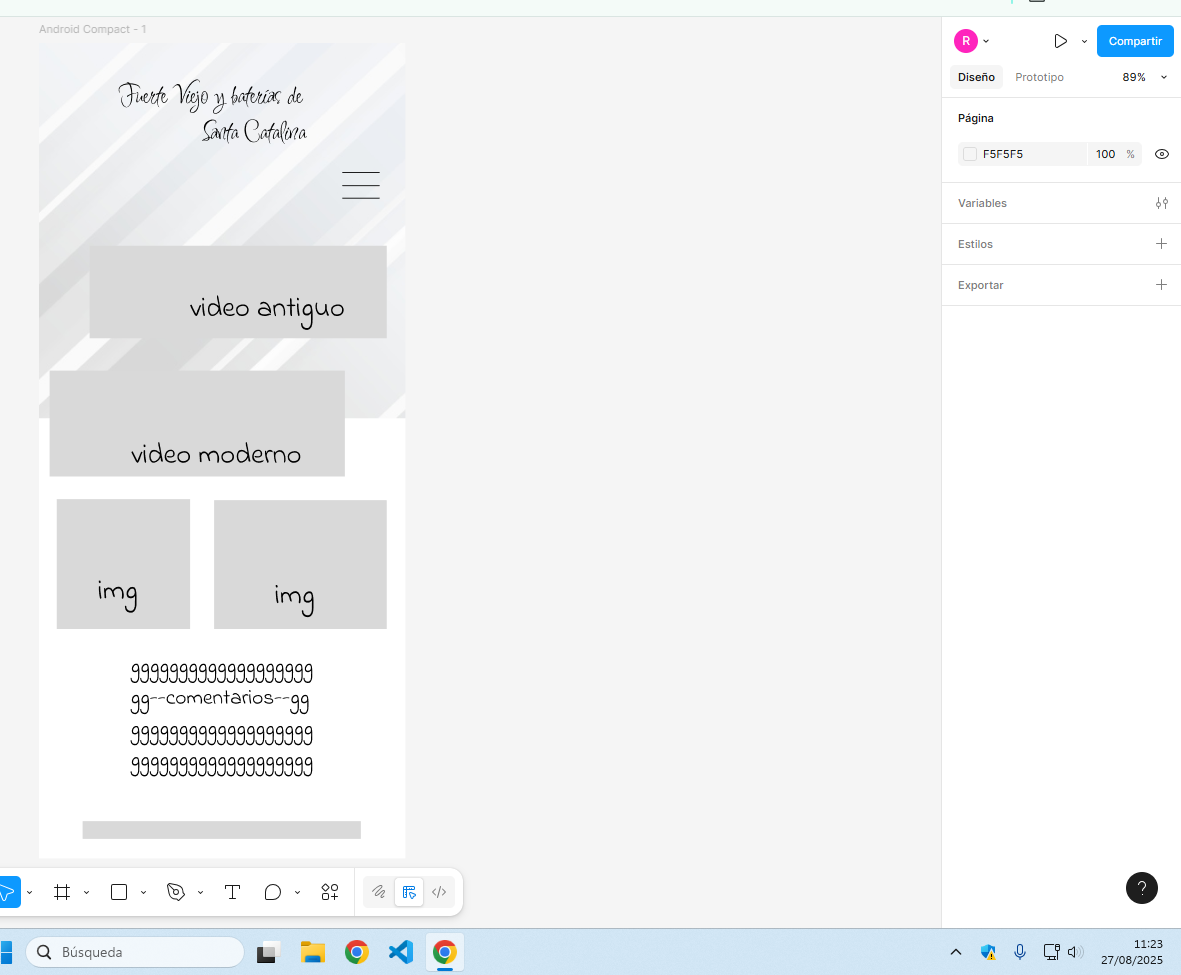 Android Compact - 1
Fuerte Viejo y baterías de
Santa Catalina
video antiguo
video moderno
img
img
ggggggggggggggggggg
gg--comentarios--gg
ggggggggggggggggggg
ggggggggggggggggggg
R
Compartir
Diseño
Prototipo
89%
Página
F5F5F5
100
%
Variables
Estilos
Exportar
?
Búsqueda
11:23
27/08/2025